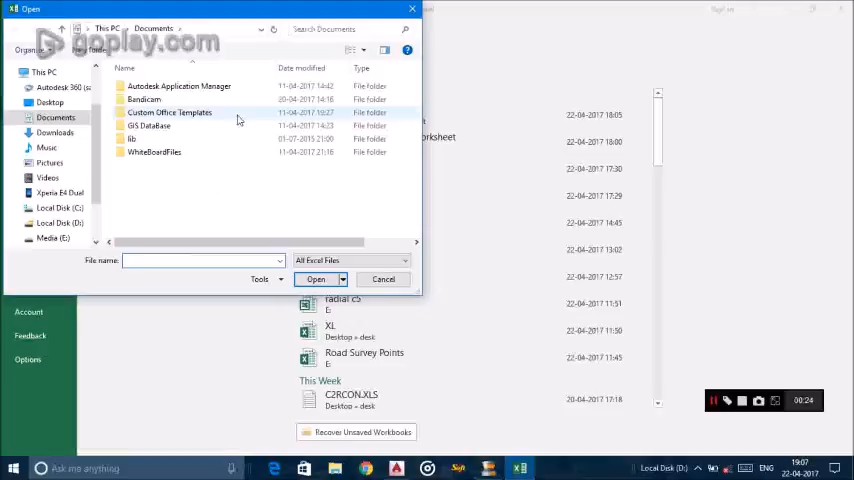 Open
This PC
Documents
Search Documents
goplay.com
Organize
New folder
Name
Date modified
Type
This PC
Autodesk 360 (s
Desktop
Documents
Downloads
Music
Pictures
Videos
Xperia E4 Dual
Local Disk (C:)
Local Disk (D:)
Media (E:)
Autodesk Application Manager 11-04-2017 14:42 File folder
Bandicam 20-04-2017 14:16 File folder
Custom Office Templates 11-04-2017 19:27 File folder
GIS DataBase 11-04-2017 14:23 File folder
lib 03-07-2015 21:00 File folder
WhiteBoardFiles 11-04-2017 21:16 File folder
File name:
All Excel Files
Tools
Open
Cancel
Sign in
22-04-2017 18:05
orksheet
22-04-2017 18:00
22-04-2017 17:30
22-04-2017 17:29
22-04-2017 14:45
22-04-2017 13:02
22-04-2017 12:57
Account
Feedback
Options
radial c5
E:
22-04-2017 11:51
XL
Desktop » desk
22-04-2017 11:50
Road Survey Points
E:
22-04-2017 11:45
This Week
C2RCON.XLS
Desktop » desk
20-04-2017 17:18
Recover Unsaved Workbooks
00:24
Ask me anything
Soft
Local Disk (D:)
ENG
19:07
22-04-2017